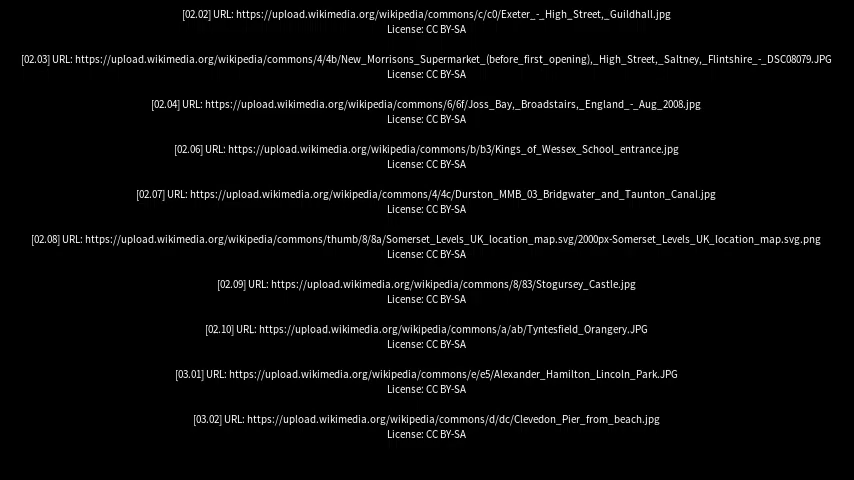 [02.02] URL: https://upload.wikimedia.org/wikipedia/commons/c/c0/Exeter_-_High_Street,_Guildhall.jpg
License: CC BY-SA
[02.03] URL: https://upload.wikimedia.org/wikipedia/commons/4/4b/New_Morrisons_Supermarket_(before_first_opening),_High_Street,_Saltney,_Flintshire_-_DSC08079.JPG
License: CC BY-SA
[02.04] URL: https://upload.wikimedia.org/wikipedia/commons/6/6f/Joss_Bay,_Broadstairs,_England_-_Aug_2008.jpg
License: CC BY-SA
[02.06] URL: https://upload.wikimedia.org/wikipedia/commons/b/b3/Kings_of_Wessex_School_entrance.jpg
License: CC BY-SA
[02.07] URL: https://upload.wikimedia.org/wikipedia/commons/4/4c/Durston_MMB_03_Bridgwater_and_Taunton_Canal.jpg
License: CC BY-SA
[02.08] URL: https://upload.wikimedia.org/wikipedia/commons/thumb/8/8a/Somerset_Levels_UK_location_map.svg/2000px-Somerset_Levels_UK_location_map.svg.png
License: CC BY-SA
[02.09] URL: https://upload.wikimedia.org/wikipedia/commons/8/83/Stogursey_Castle.jpg
License: CC BY-SA
[02.10] URL: https://upload.wikimedia.org/wikipedia/commons/a/ab/Tyntesfield_Orangery.JPG
License: CC BY-SA
[03.01] URL: https://upload.wikimedia.org/wikipedia/commons/e/e5/Alexander_Hamilton_Lincoln_Park.JPG
License: CC BY-SA
[03.02] URL: https://upload.wikimedia.org/wikipedia/commons/d/dc/Clevedon_Pier_from_beach.jpg
License: CC BY-SA